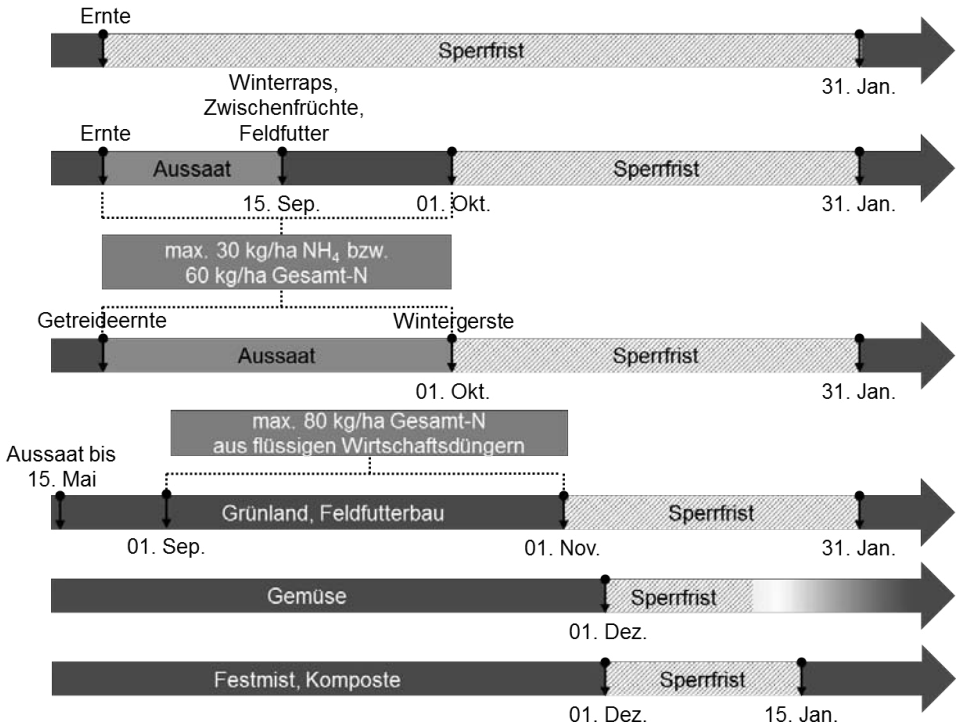 Ernte
Sperrfrist
31. Jan.
Winterraps,
Zwischenfrüchte,
Feldfutter
Ernte
Aussaat
Sperrfrist
15. Sep.
01. Okt.
31. Jan.
max. 30 kg/ha NH₄ bzw.
60 kg/ha Gesamt-N
Getreideernte
Wintergerste
Aussaat
Sperrfrist
01. Okt.
31. Jan.
max. 80 kg/ha Gesamt-N
aus flüssigen Wirtschaftsdüngern
Aussaat bis
15. Mai
Grünland, Feldfutterbau
Sperrfrist
01. Sep.
01. Nov.
31. Jan.
Gemüse
Sperrfrist
01. Dez.
Festmist, Komposte
Sperrfrist
01. Dez.
15. Jan.